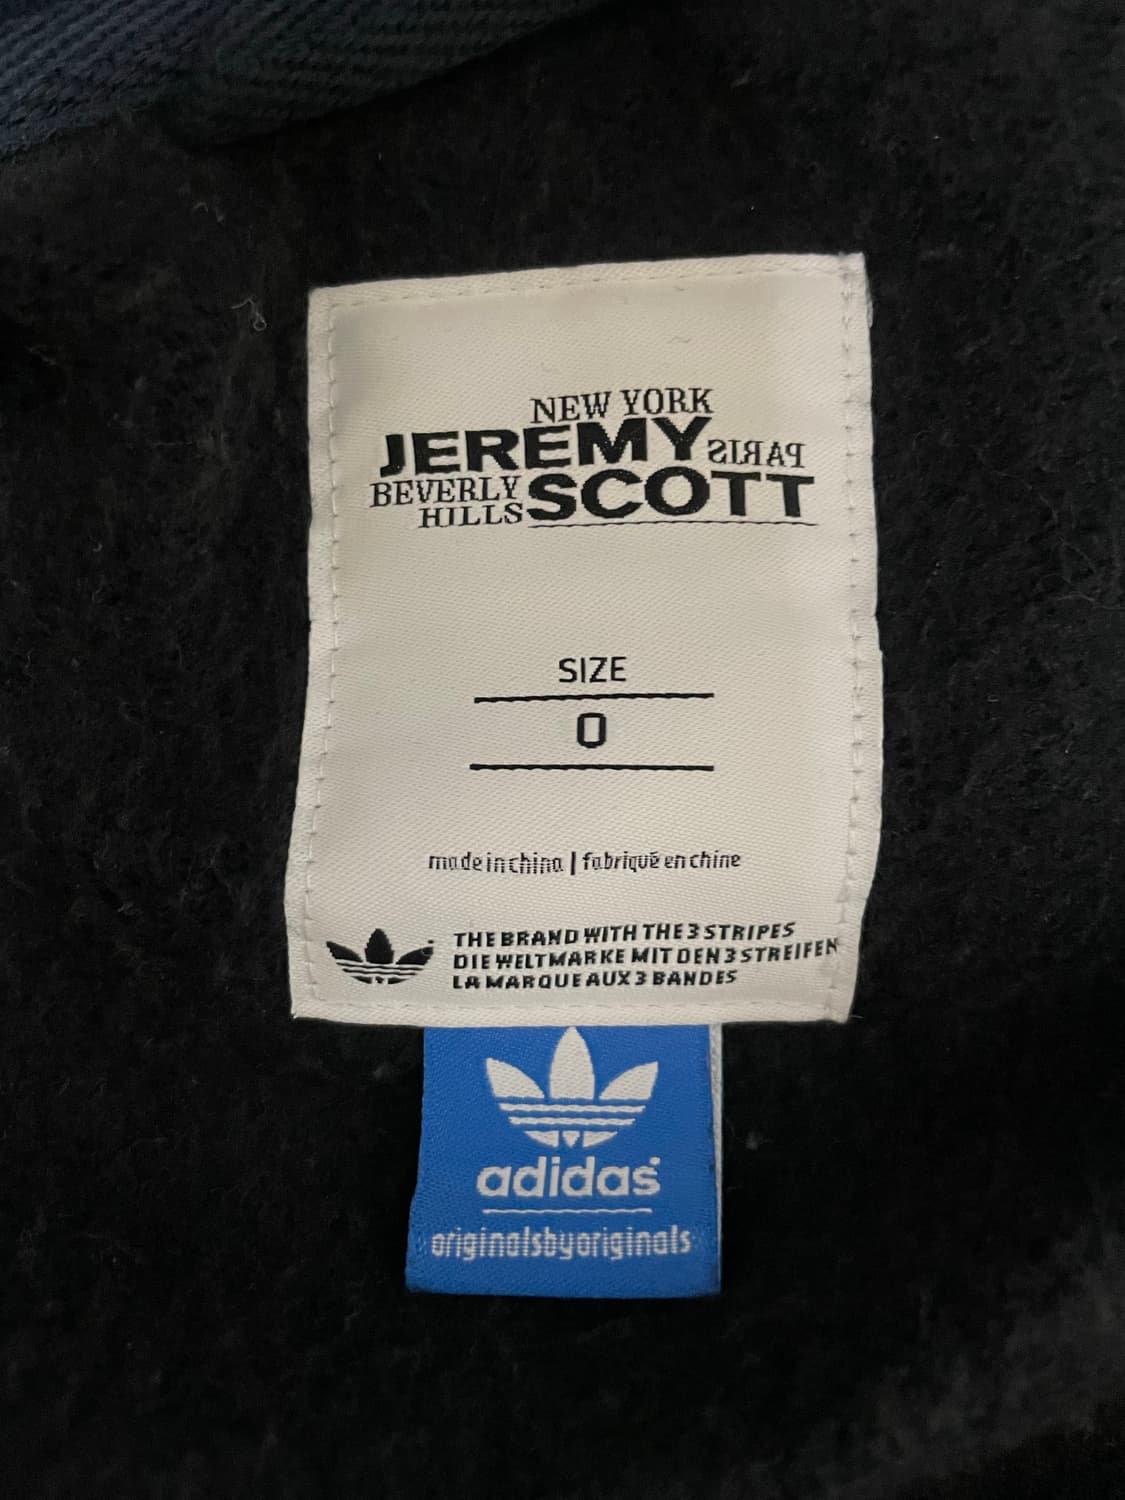 NEW YORK
JEREMY PARIS
BEVERLY HILLS SCOTT
SIZE
0
made in china | fabriqué en chine
THE BRAND WITH THE 3 STRIPES
DIE WELTMARKE MIT DEN 3 STREIFEN
LA MARQUE AUX 3 BANDES
adidas
originalsbyoriginals